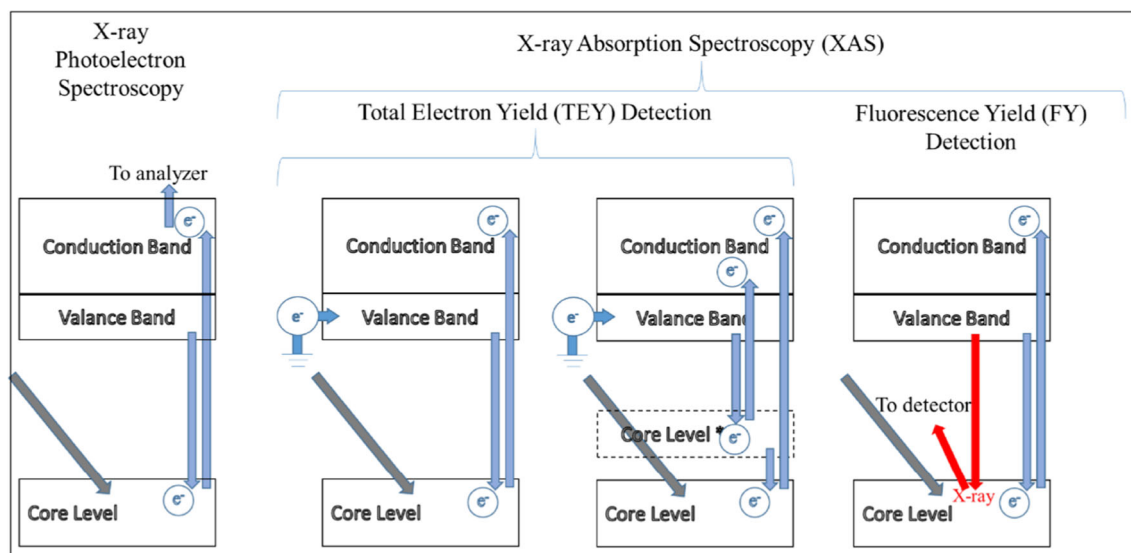 X-ray
Photoelectron
Spectroscopy
X-ray Absorption Spectroscopy (XAS)
Total Electron Yield (TEY) Detection
Fluorescence Yield (FY)
Detection
To analyzer
e-
Conduction Band
Valance Band
Core Level
e-
e-
Conduction Band
e-
Valance Band
Core Level
e-
e-
Conduction Band
e-
e-
Valance Band
Core Level *
e-
Core Level
e-
e-
Conduction Band
Valance Band
To detector
X-ray
Core Level
e-